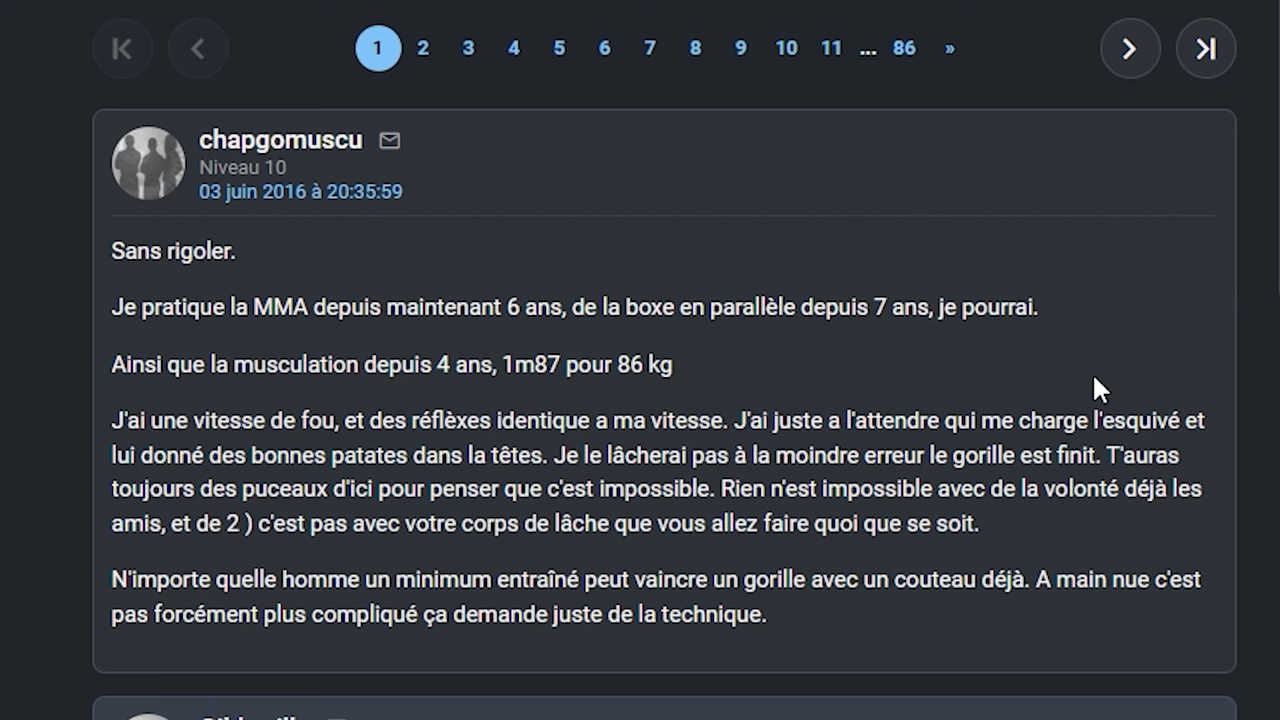 1 2 3 4 5 6 7 8 9 10 11 ... 86 »
chapgomuscu
Niveau 10
03 juin 2016 à 20:35:59
Sans rigoler.
Je pratique la MMA depuis maintenant 6 ans, de la boxe en parallèle depuis 7 ans, je pourrai.
Ainsi que la musculation depuis 4 ans, 1m87 pour 86 kg
J'ai une vitesse de fou, et des réflèxes identique a ma vitesse. J'ai juste a l'attendre qui me charge l'esquivé et
lui donné des bonnes patates dans la têtes. Je le lâcherai pas à la moindre erreur le gorille est finit. T'auras
toujours des puceaux d'ici pour penser que c'est impossible. Rien n'est impossible avec de la volonté déjà les
amis, et de 2 ) c'est pas avec votre corps de lâche que vous allez faire quoi que se soit.
N'importe quelle homme un minimum entraîné peut vaincre un gorille avec un couteau déjà. A main nue c'est
pas forcément plus compliqué ça demande juste de la technique.